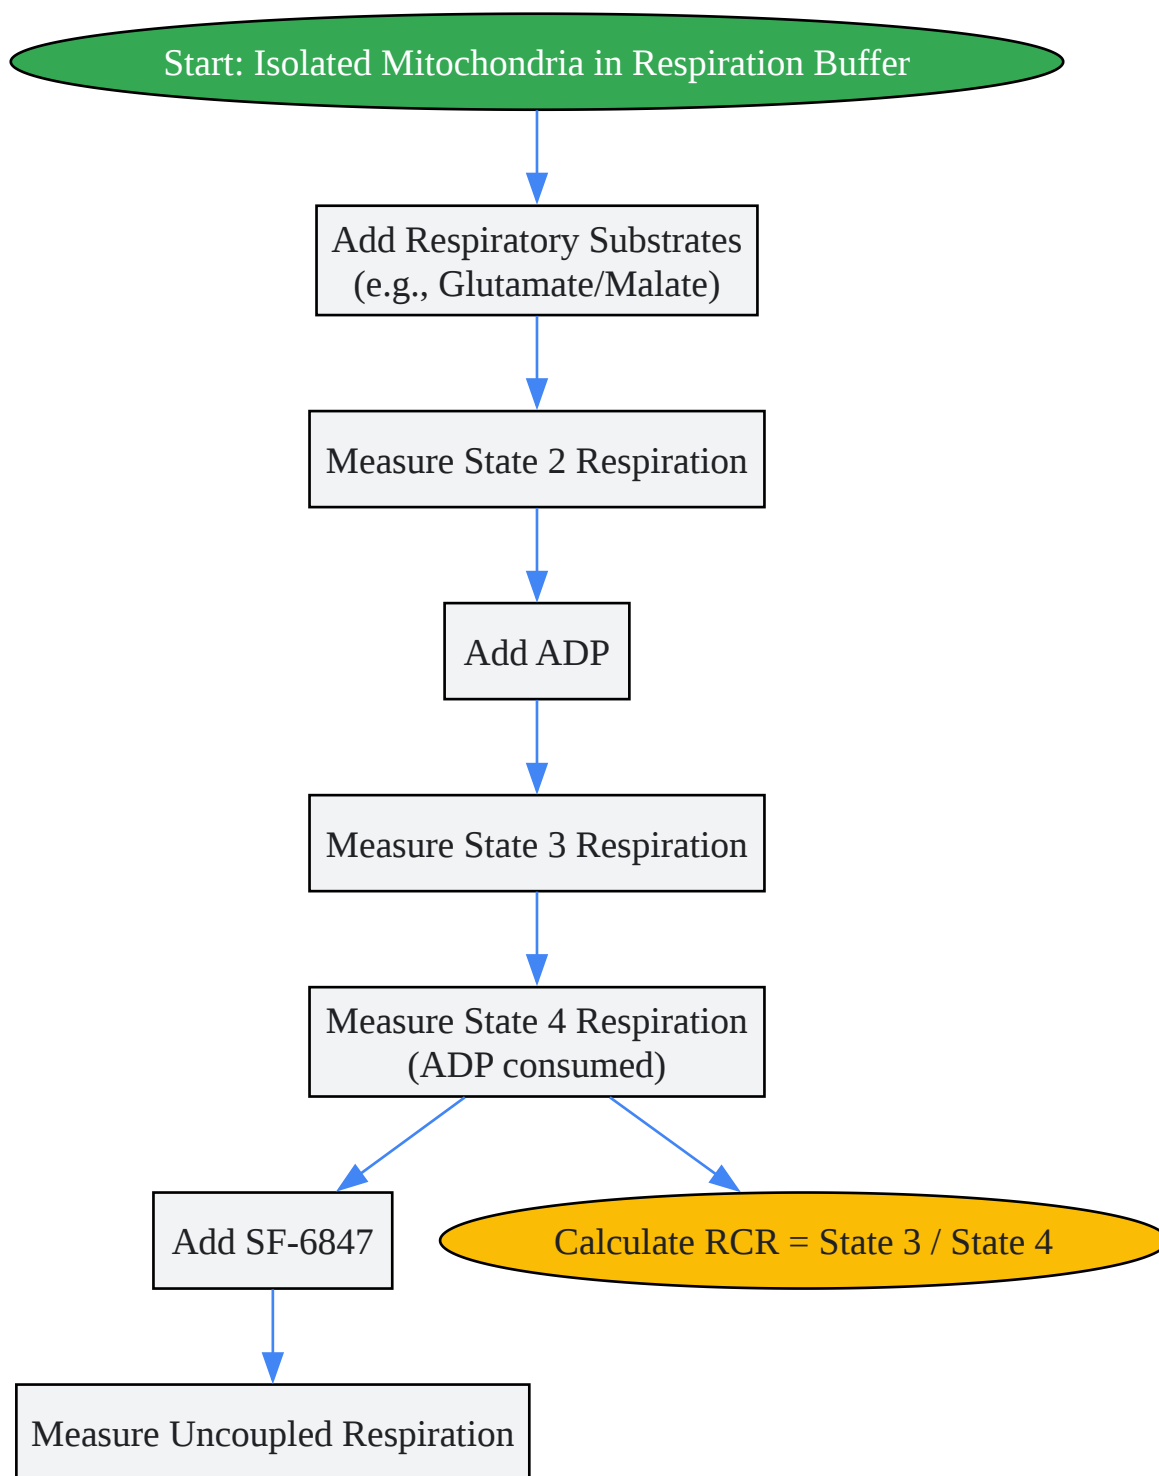 Start: Isolated Mitochondria in Respiration Buffer
Add Respiratory Substrates
(e.g., Glutamate/Malate)
Measure State 2 Respiration
Add ADP
Measure State 3 Respiration
Measure State 4 Respiration
(ADP consumed)
Add SF-6847
Calculate RCR = State 3 / State 4
Measure Uncoupled Respiration